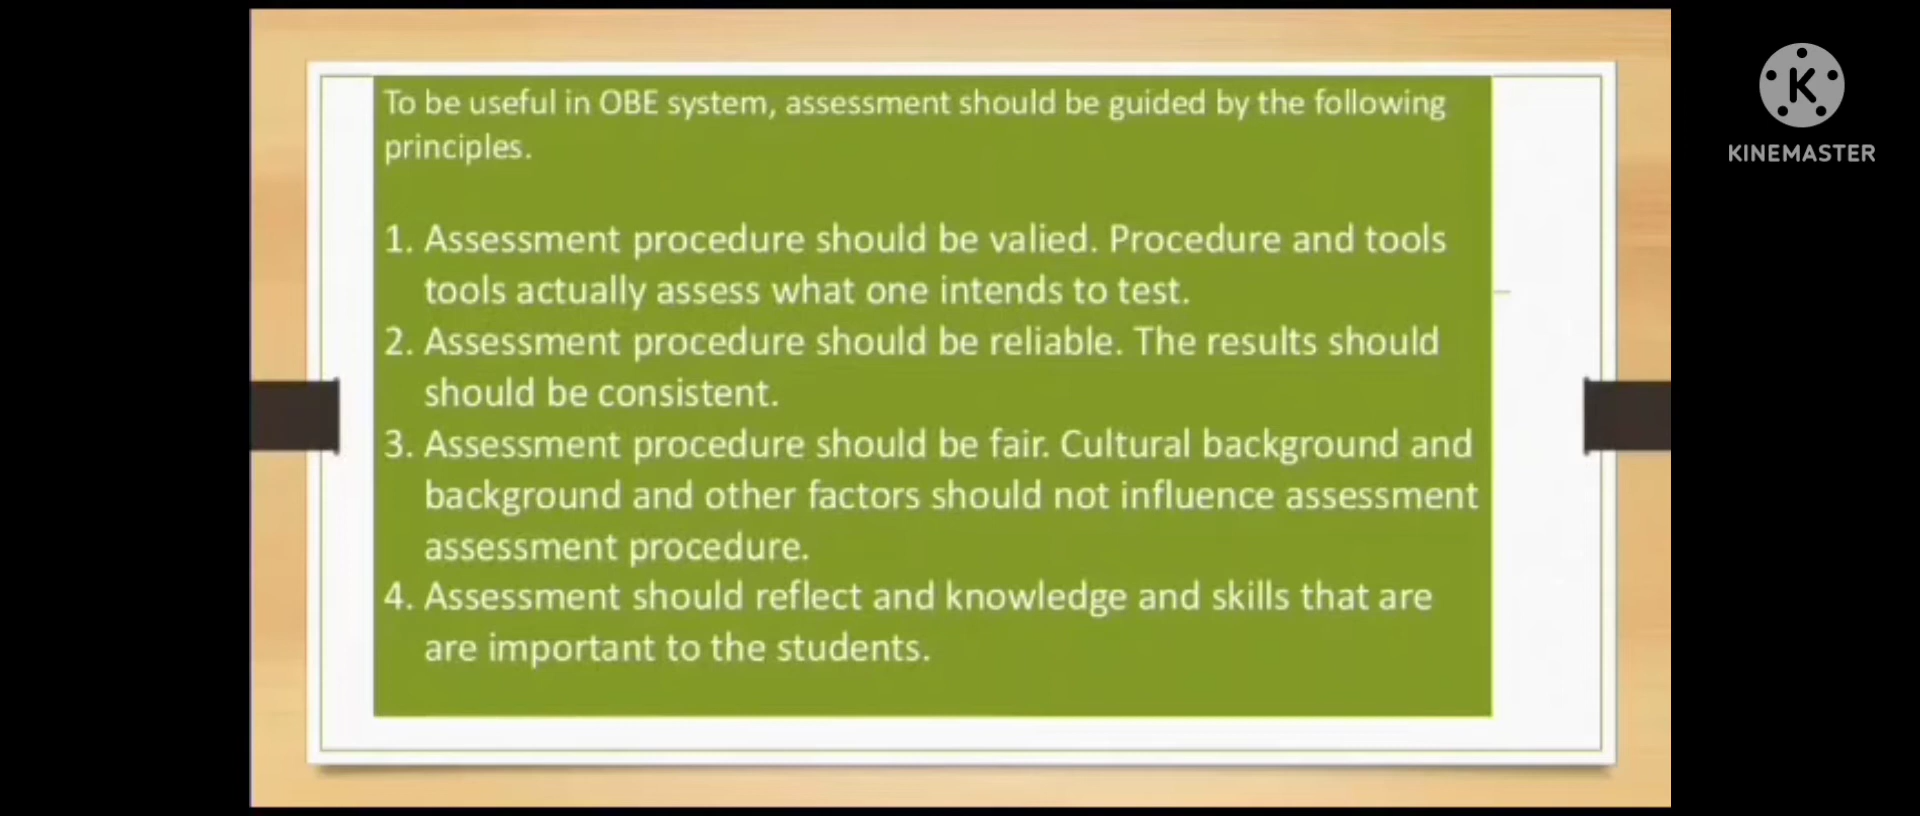 To be useful in OBE system, assessment should be guided by the following
principles.
1. Assessment procedure should be valied. Procedure and tools
tools actually assess what one intends to test.
2. Assessment procedure should be reliable. The results should
should be consistent.
3. Assessment procedure should be fair. Cultural background and
background and other factors should not influence assessment
assessment procedure.
4. Assessment should reflect and knowledge and skills that are
are important to the students.
K
KINEMASTER